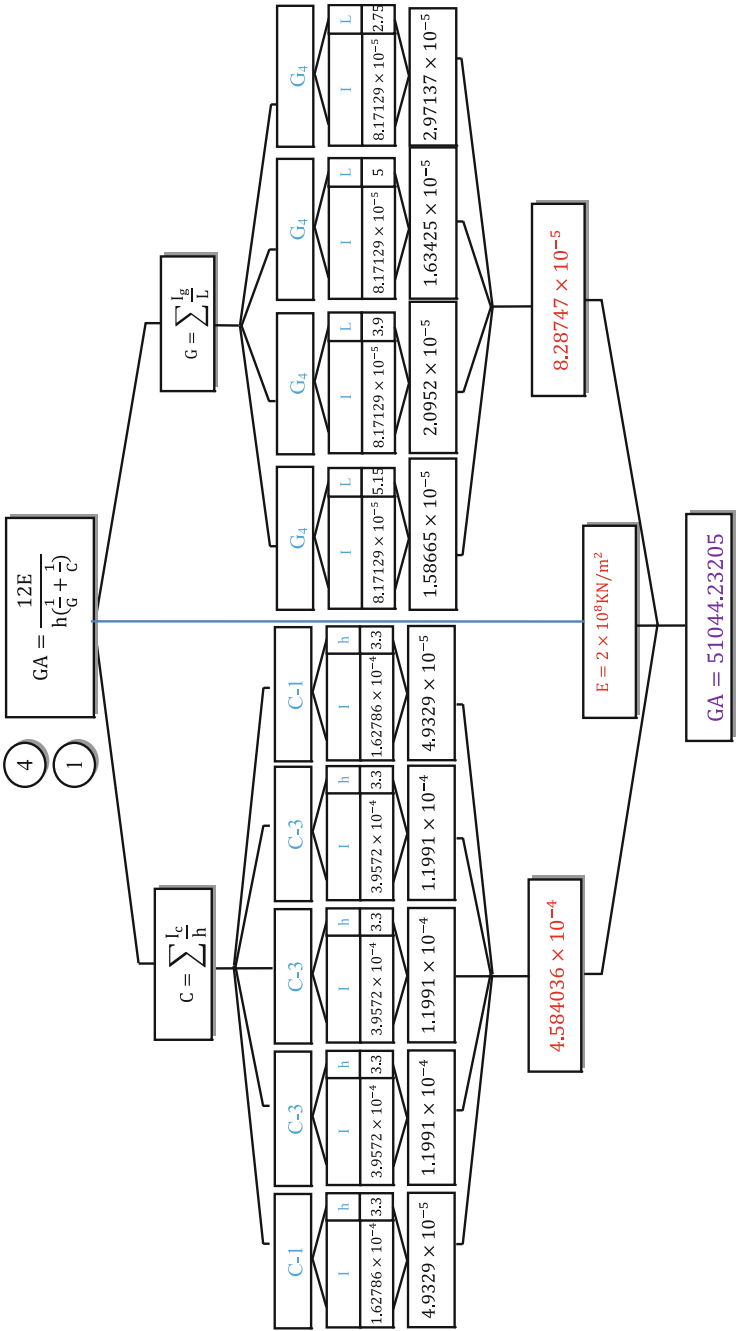 4
1
GA = 12E / h(1/G + 1/C)
C = ∑ I_c/h
G = ∑ I_g/L
C-1 C-3 C-3 C-3 C-1 G₄ G₄ G₄ G₄
I h I h I h I h I h I L I L I L I L
1.62786 × 10⁻⁴ 3.3 3.9572 × 10⁻⁴ 3.3 3.9572 × 10⁻⁴ 3.3 3.9572 × 10⁻⁴ 3.3 1.62786 × 10⁻⁴ 3.3 8.17129 × 10⁻⁵ 5.15 8.17129 × 10⁻⁵ 3.9 8.17129 × 10⁻⁵ 5 8.17129 × 10⁻⁵ 2.75
4.9329 × 10⁻⁵ 1.1991 × 10⁻⁴ 1.1991 × 10⁻⁴ 1.1991 × 10⁻⁴ 4.9329 × 10⁻⁵ 1.58665 × 10⁻⁵ 2.0952 × 10⁻⁵ 1.63425 × 10⁻⁵ 2.97137 × 10⁻⁵
4.584036 × 10⁻⁴ 8.28747 × 10⁻⁵
E = 2 × 10⁸KN/m²
GA = 51044.23205